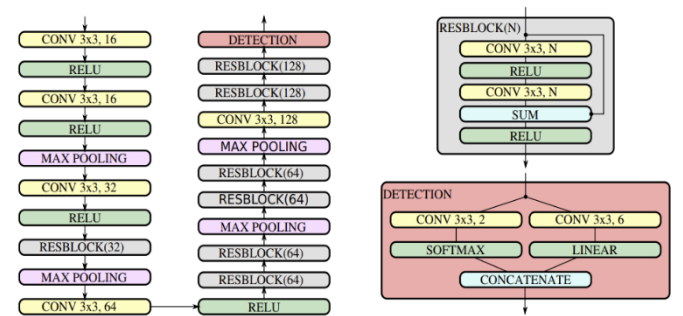 CONV 3x3, 16
RELU
CONV 3x3, 16
RELU
MAX POOLING
CONV 3x3, 32
RELU
RESBLOCK(32)
MAX POOLING
CONV 3x3, 64
DETECTION
RESBLOCK(128)
RESBLOCK(128)
CONV 3x3, 128
MAX POOLING
RESBLOCK(64)
RESBLOCK(64)
MAX POOLING
RESBLOCK(64)
RESBLOCK(64)
RELU
RESBLOCK(N)
CONV 3x3, N
RELU
CONV 3x3, N
SUM
RELU
DETECTION
CONV 3x3, 2 CONV 3x3, 6
SOFTMAX LINEAR
CONCATENATE